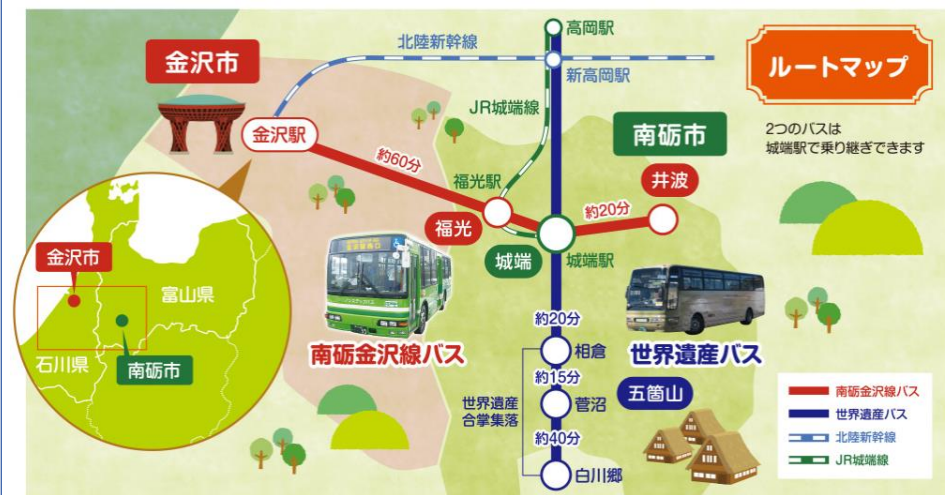 ルートマップ
2つのバスは
城端駅で乗り継ぎできます
高岡駅
北陸新幹線
新高岡駅
金沢市
JR城端線
金沢駅
南砺市
約60分
福光駅
井波
約20分
福光
城端
城端駅
金沢市
富山県
石川県
南砺市
南砺金沢線バス
世界遺産バス
約20分
相倉
約15分
五箇山
世界遺産
合掌集落
菅沼
約40分
白川郷
南砺金沢線バス
世界遺産バス
北陸新幹線
JR城端線